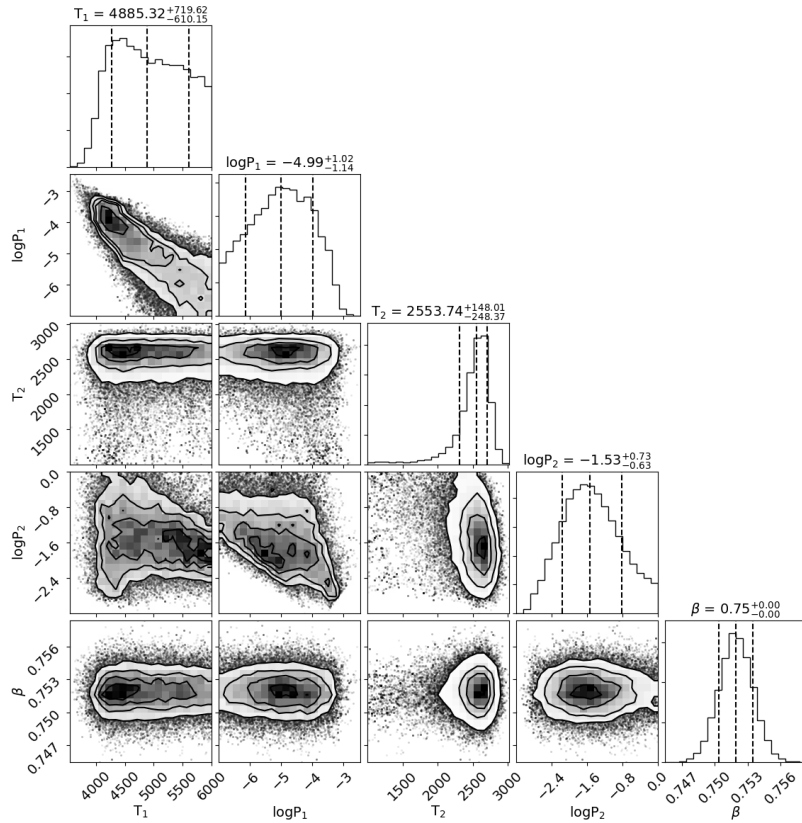 T₁ = 4885.32+719.62−610.15
logP₁ = −4.99+1.02−1.14
−3
−4
−5
−6
logP₁
T₂ = 2553.74+148.01−248.37
3000
2500
2000
1500
T₂
logP₂ = −1.53+0.73−0.63
0.0
−0.8
−1.6
−2.4
logP₂
β = 0.75+0.00−0.00
0.756
0.753
0.750
0.747
β
4000 4500 5000 5500 6000
−6 −5 −4 −3
1500 2000 2500 3000
−2.4 −1.6 −0.8 0.0
0.747 0.750 0.753 0.756
T₁ logP₁ T₂ logP₂ β